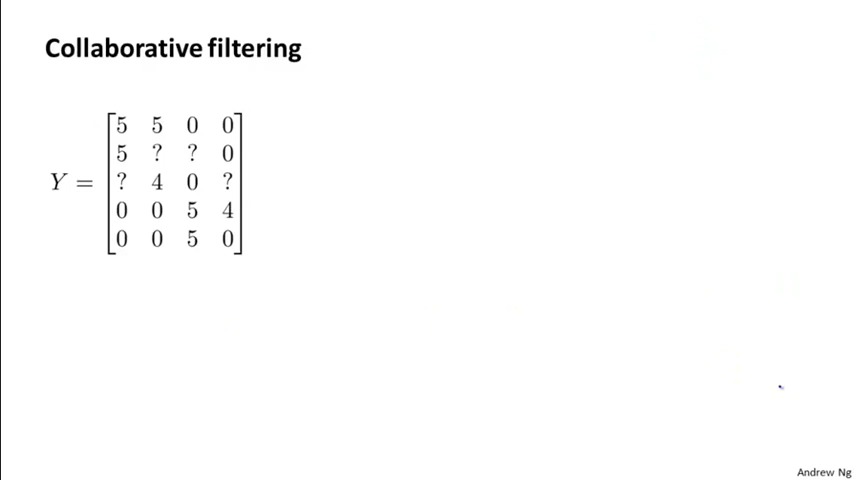 Collaborative filtering
5 5 0 0
5 ? ? 0
Y = ? 4 0 ?
0 0 5 4
0 0 5 0
Andrew Ng